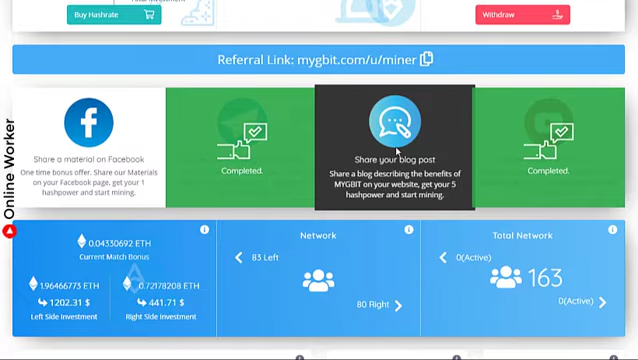 Buy Hashrate
Withdraw
Referral Link: mygbit.com/u/miner
Online Worker
Share a material on Facebook
One time bonus offer. Share our Materials
on your Facebook page, get your 1
hashpower and start mining.
Completed.
Share your blog post
Share a blog describing the benefits of
MYGBIT on your website, get your 5
hashpower and start mining.
Completed.
0.04330692 ETH
Current Match Bonus
1.96466773 ETH
1202.31 $
Left Side Investment
0.72178208 ETH
441.71 $
Right Side Investment
Network
83 Left
80 Right
Total Network
0(Active)
163
0(Active)